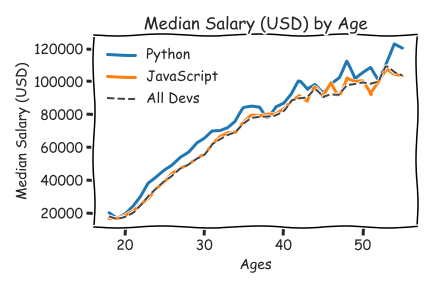 Median Salary (USD) by Age
Python
JavaScript
All Devs
120000
100000
80000
60000
40000
20000
Median Salary (USD)
20
30
40
50
Ages